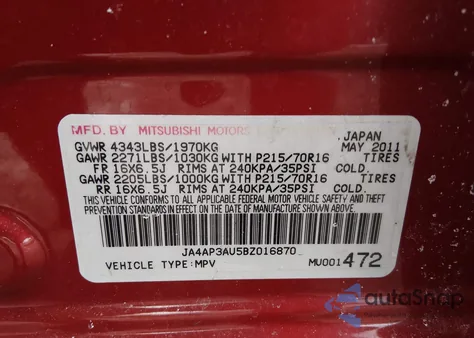 MFD. BY MITSUBISHI MOTORS JAPAN
GVWR 4343LBS/1970KG MAY 2011
GAWR 2271LBS/1030KG WITH P215/70R16 TIRES
FR 16X6.5J RIMS AT 240KPA/35PSI COLD.
GAWR 2205LBS/1000KG WITH P215/70R16 TIRES
RR 16X6.5J RIMS AT 240KPA/35PSI COLD.
THIS VEHICLE CONFORMS TO ALL APPLICABLE
FEDERAL MOTOR VEHICLE SAFETY AND
THEFT PREVENTION STANDARDS IN EFFECT ON
THE DATE OF MANUFACTURE SHOWN ABOVE.
JA4AP3AU5BZ016870
VEHICLE TYPE:MPV MU001472
autoShop